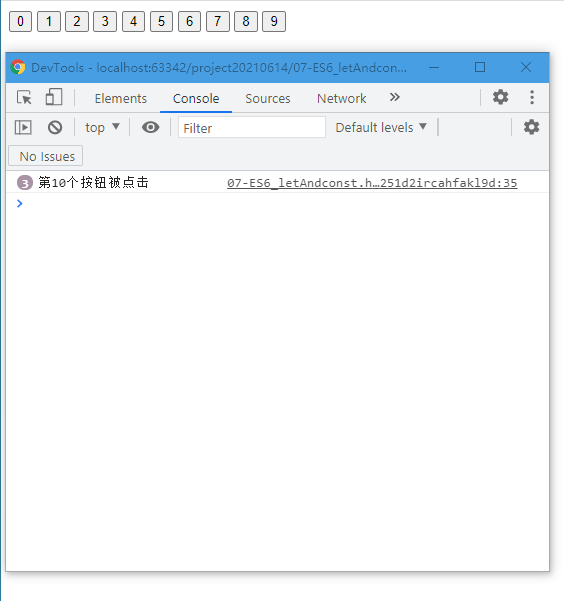 0 1 2 3 4 5 6 7 8 9
DevTools - localhost:63342/project20210614/07-ES6_letAndcon...
Elements Console Sources Network »
top Filter Default levels
No Issues
3 第10个按钮被点击 07-ES6_letAndconst.h…251d2ircahfakl9d:35
>